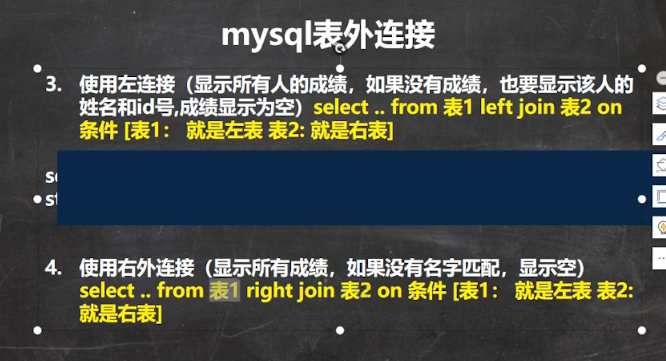 mysql表外连接
3. 使用左连接（显示所有人的成绩，如果没有成绩，也要显示该人的
姓名和id号,成绩显示为空）select .. from 表1 left join 表2 on
条件 [表1： 就是左表 表2: 就是右表]
4. 使用右外连接（显示所有成绩，如果没有名字匹配，显示空）
select .. from 表1 right join 表2 on 条件 [表1： 就是左表 表2:
就是右表]